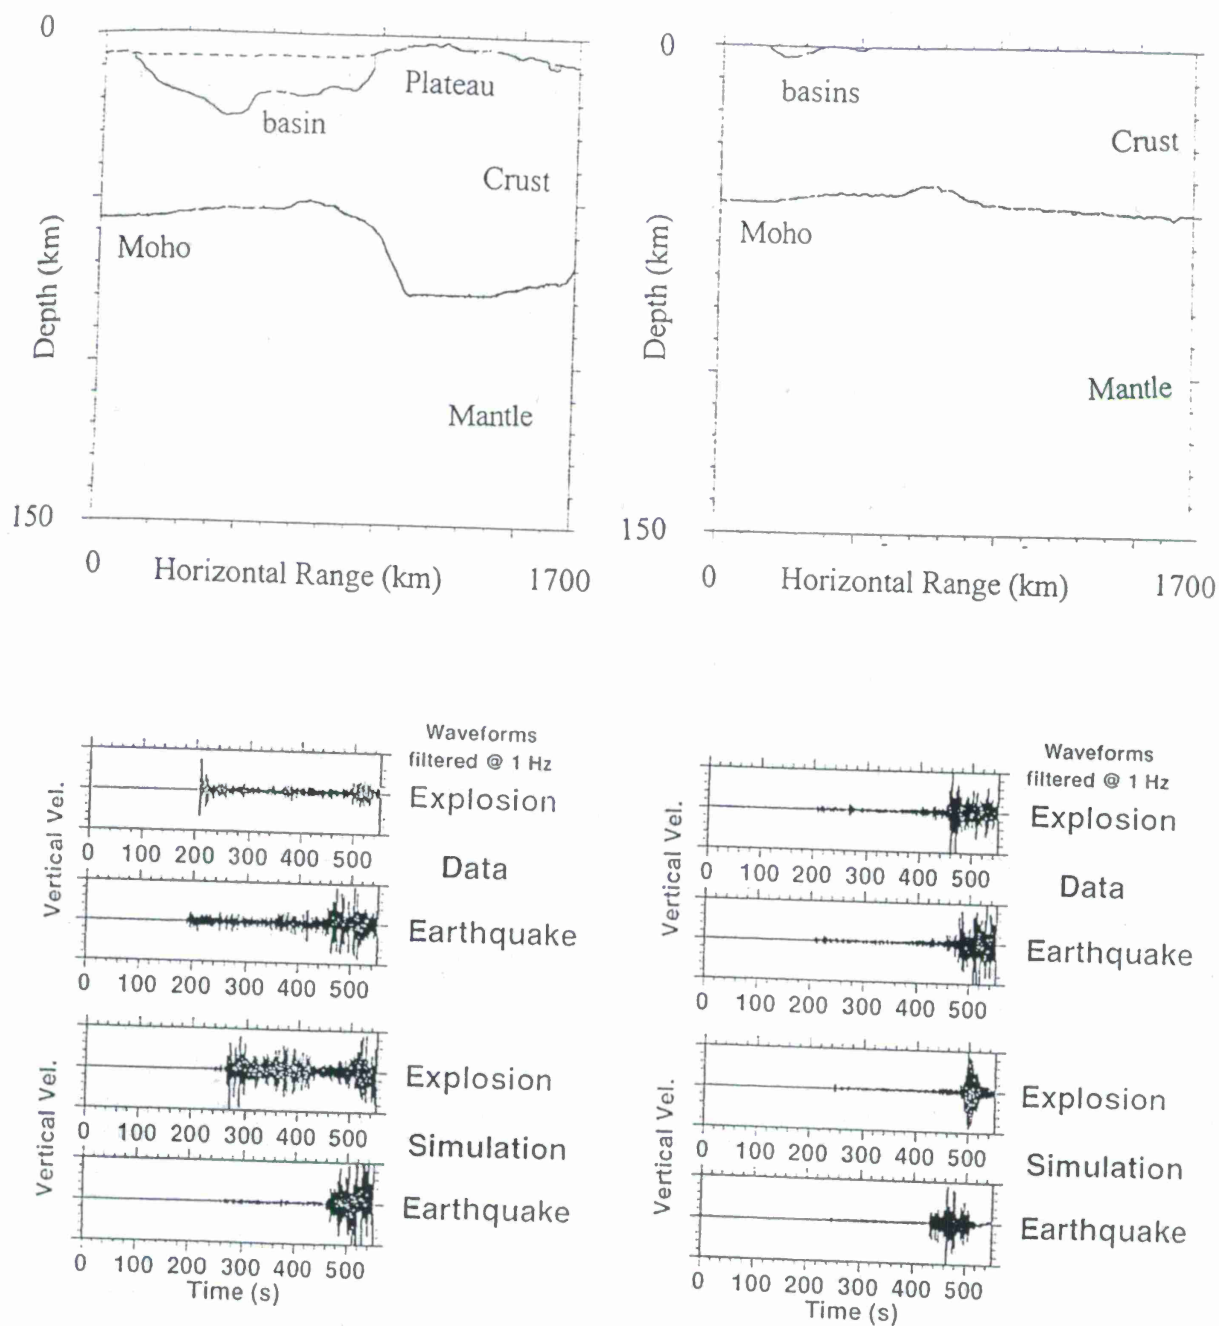 0
Plateau
basin
Crust
Moho
Depth (km)
Mantle
150
0
Horizontal Range (km)
1700
0
basins
Crust
Moho
Depth (km)
Mantle
150
0
Horizontal Range (km)
1700
Waveforms
filtered @ 1 Hz
Explosion
0 100 200 300 400 500
Vertical Vel.
Data
Earthquake
0 100 200 300 400 500
Explosion
0 100 200 300 400 500
Vertical Vel.
Simulation
Earthquake
0 100 200 300 400 500
Time (s)
Waveforms
filtered @ 1 Hz
Explosion
0 100 200 300 400 500
Vertical Vel.
Data
Earthquake
0 100 200 300 400 500
Explosion
0 100 200 300 400 500
Vertical Vel.
Simulation
Earthquake
0 100 200 300 400 500
Time (s)